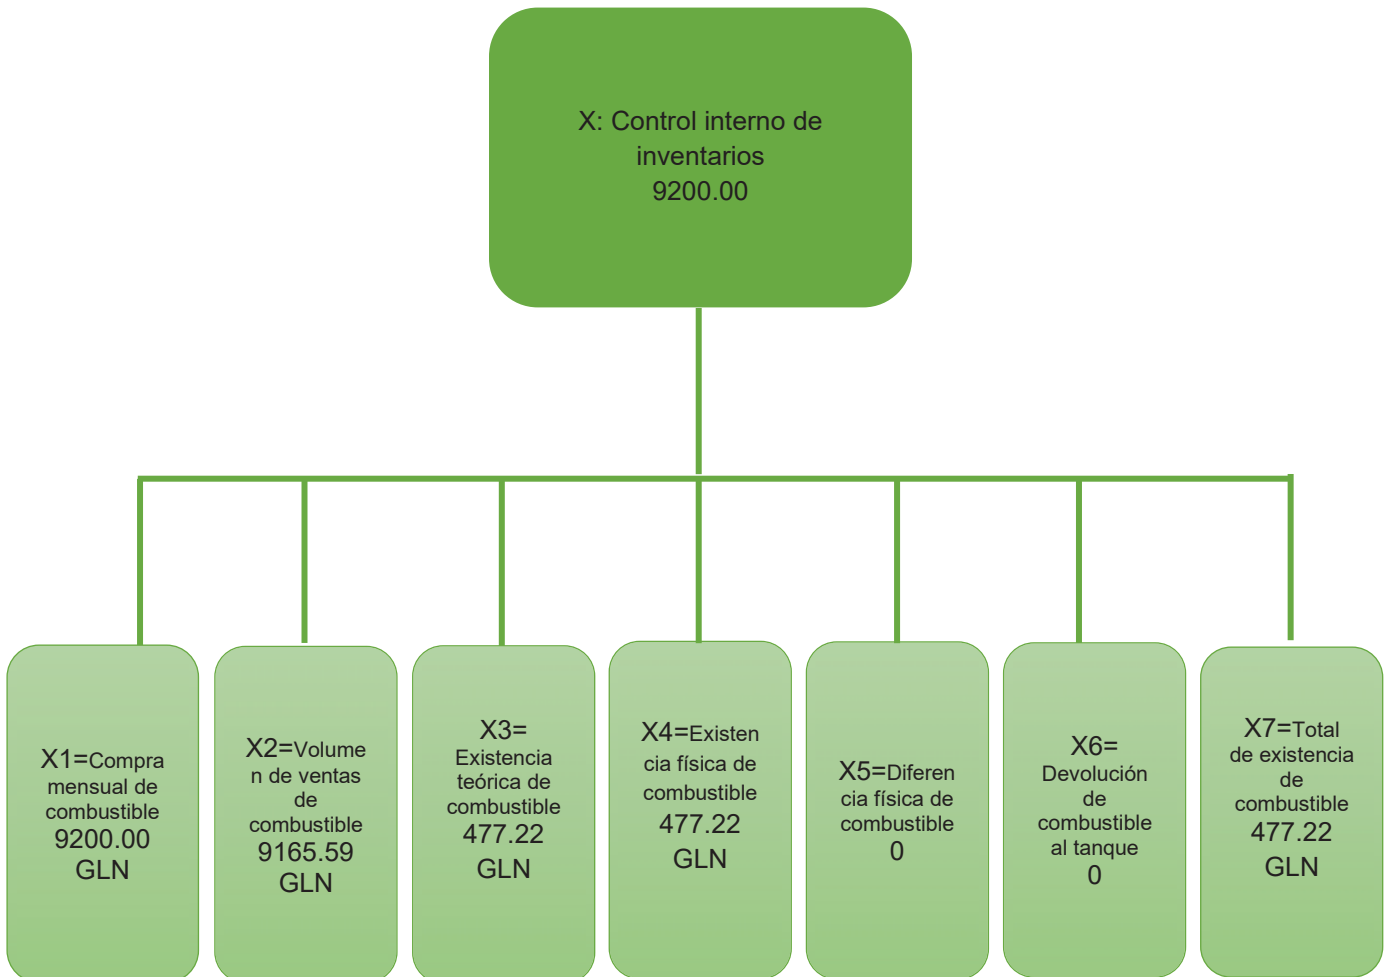 X: Control interno de
inventarios
9200.00
X1=Compra
mensual de
combustible
9200.00
GLN
X2=Volume
n de ventas
de
combustible
9165.59
GLN
X3=
Existencia
teórica de
combustible
477.22
GLN
X4=Existen
cia física de
combustible
477.22
GLN
X5=Diferen
cia física de
combustible
0
X6=
Devolución
de
combustible
al tanque
0
X7=Total
de existencia
de
combustible
477.22
GLN